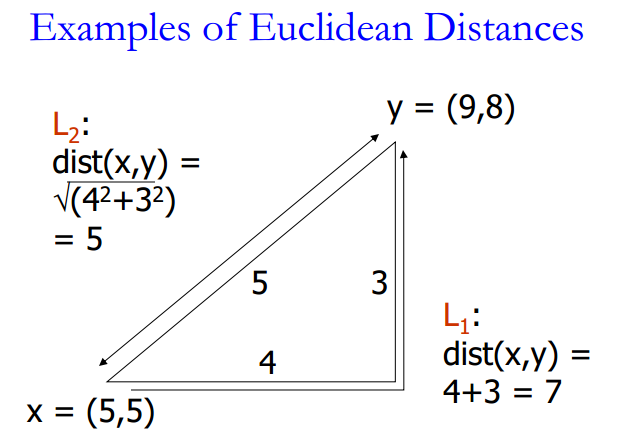 Examples of Euclidean Distances
y = (9,8)
L₂:
dist(x,y) =
√(4²+3²)
= 5
5
3
4
L₁:
dist(x,y) =
4+3 = 7
x = (5,5)